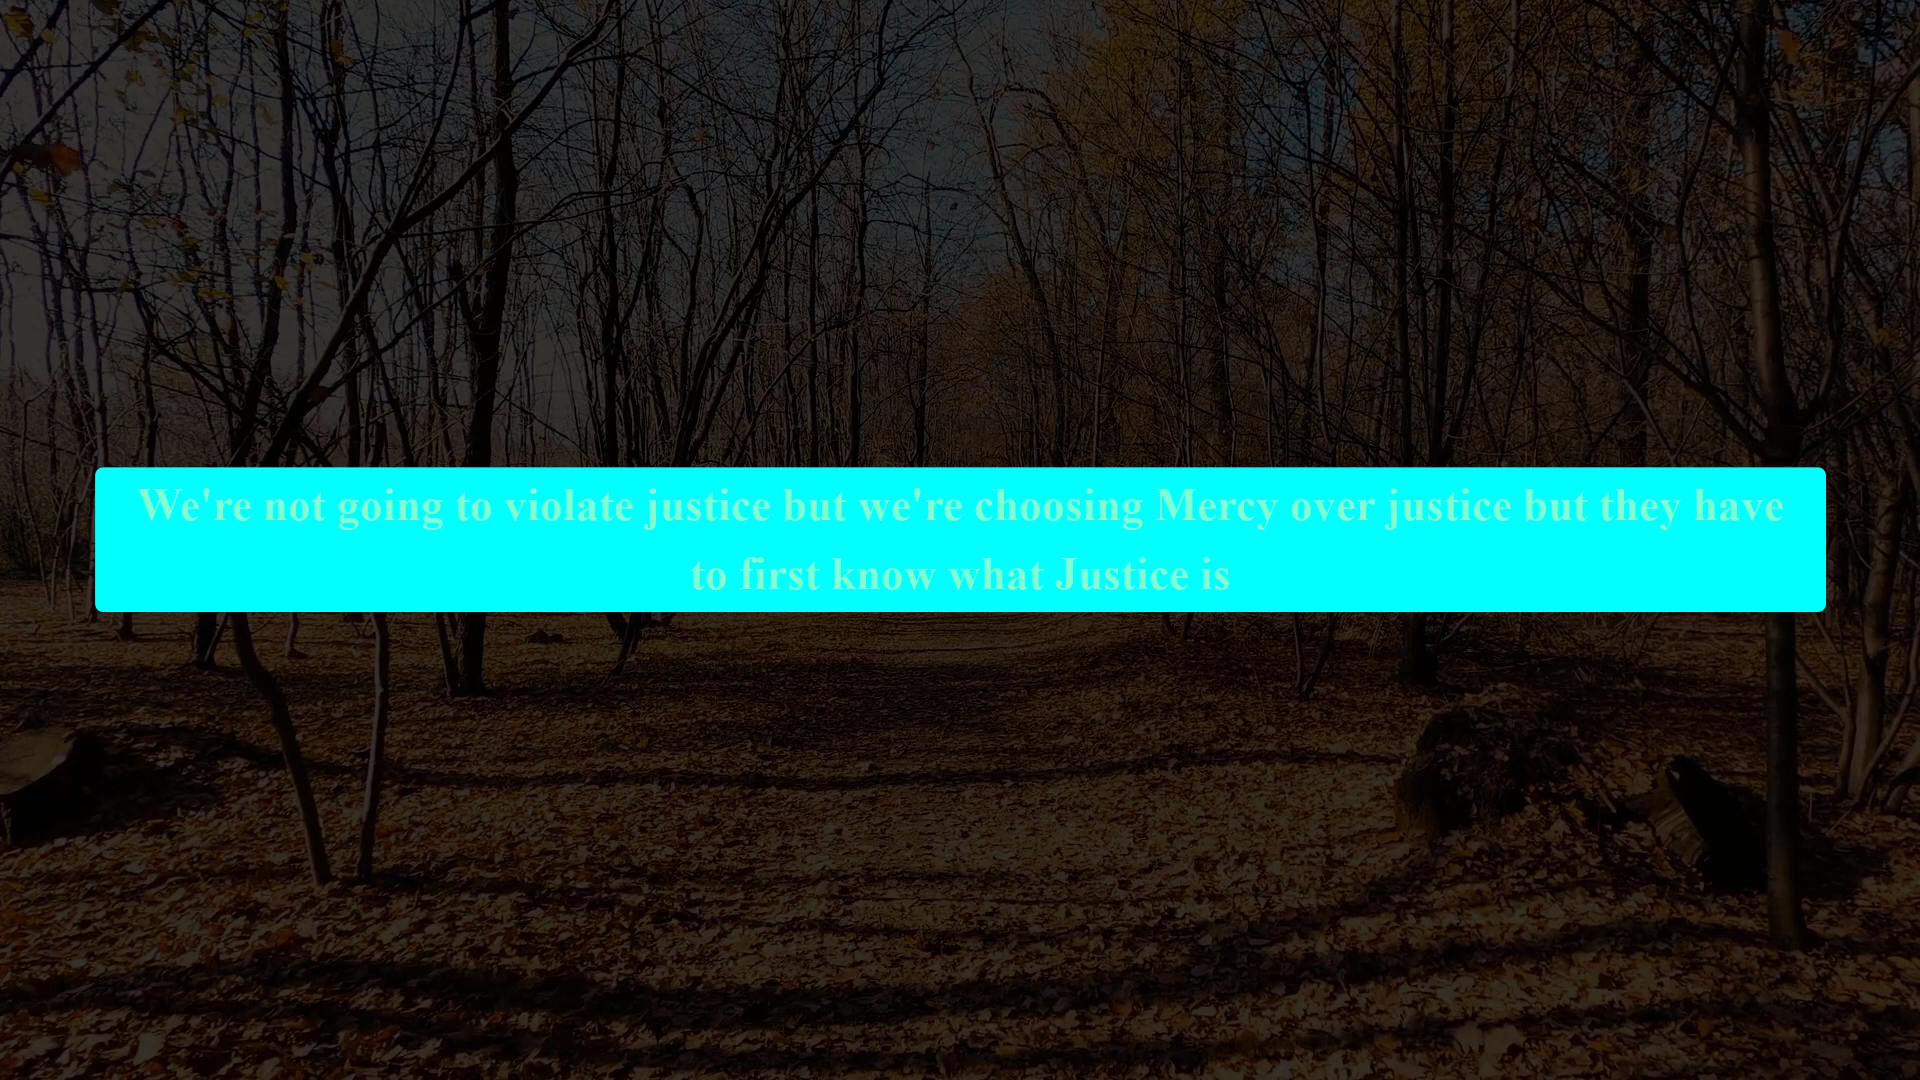 We're not going to violate justice but we're choosing Mercy over justice but they have
to first know what Justice is